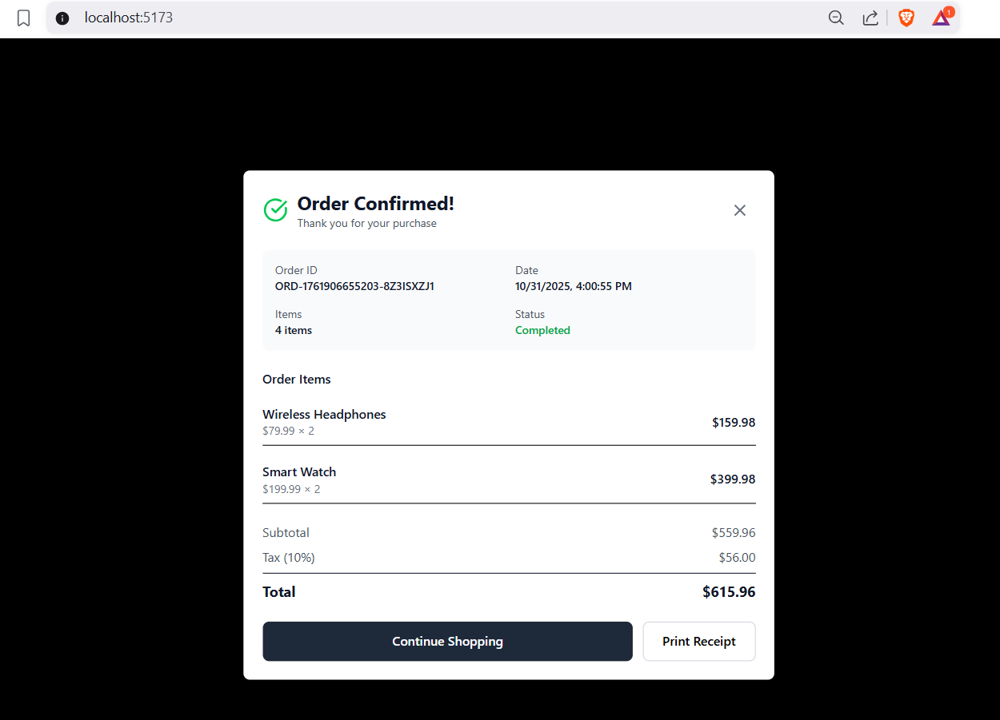 localhost:5173
1
Order Confirmed!
Thank you for your purchase
Order ID
ORD-1761906655203-8Z3ISXZJ1
Date
10/31/2025, 4:00:55 PM
Items
4 items
Status
Completed
Order Items
Wireless Headphones
$79.99 × 2
$159.98
Smart Watch
$199.99 × 2
$399.98
Subtotal
$559.96
Tax (10%)
$56.00
Total
$615.96
Continue Shopping
Print Receipt